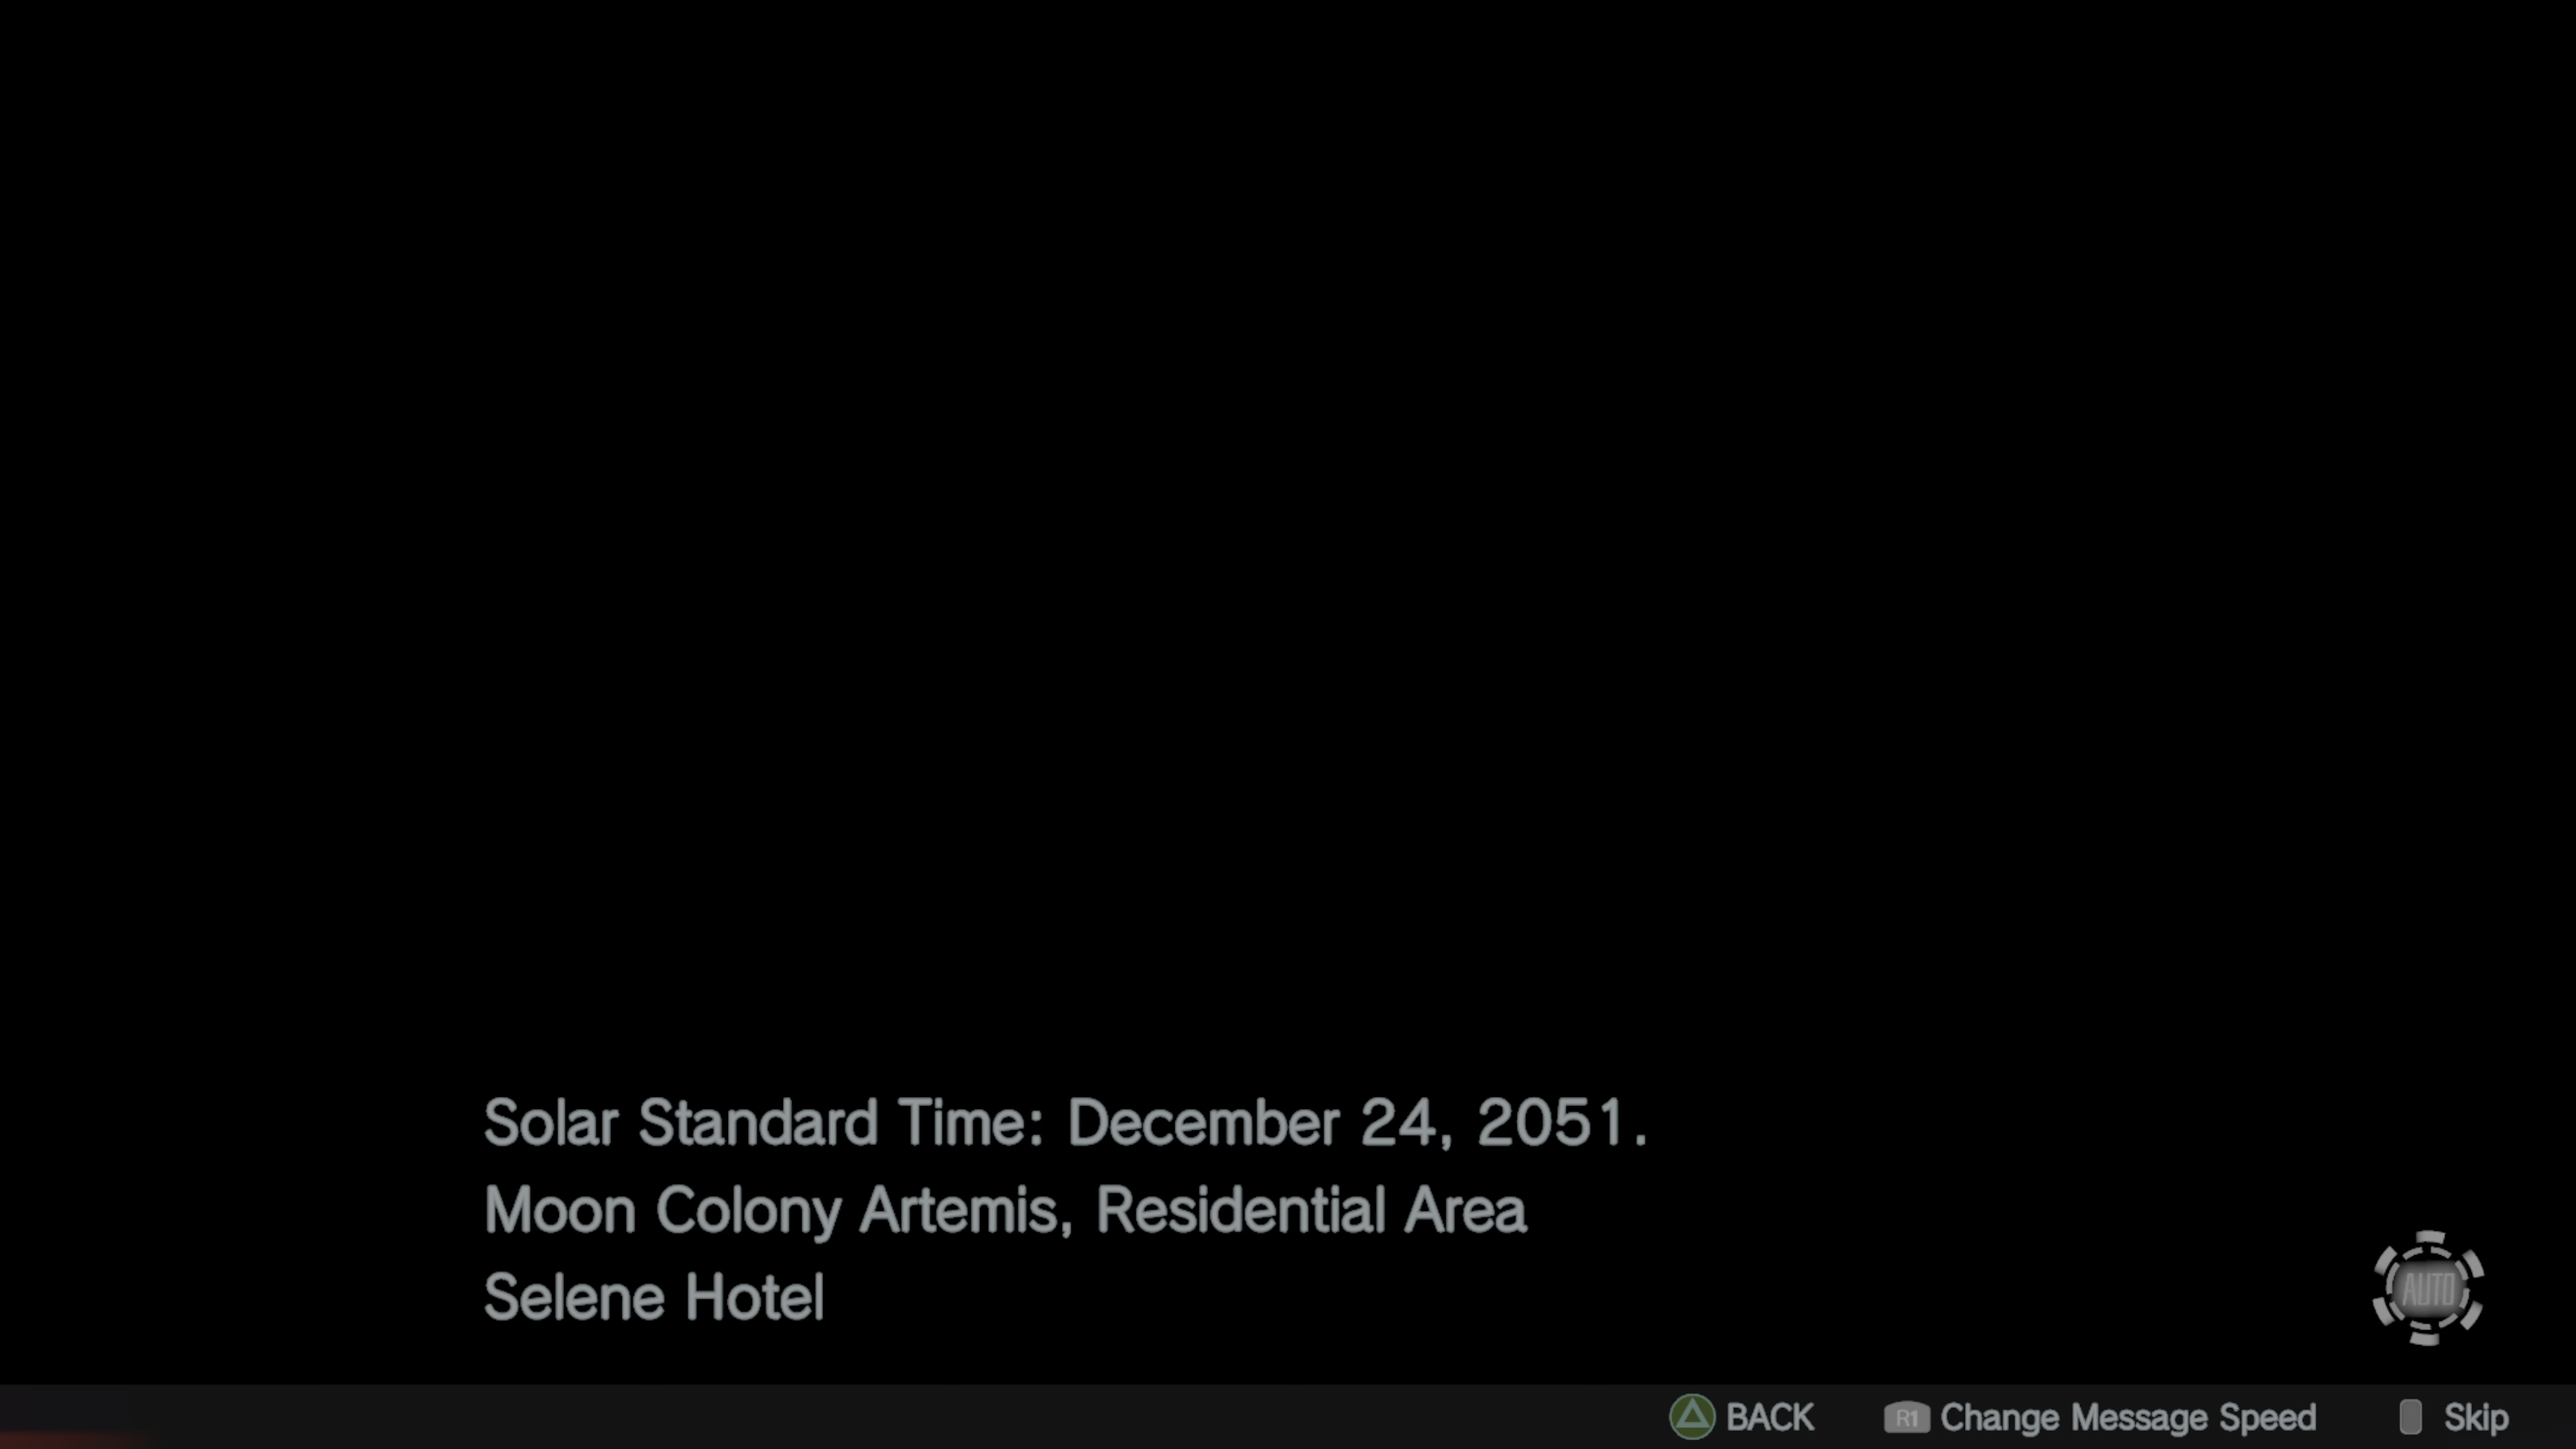 Solar Standard Time: December 24, 2051.
Moon Colony Artemis, Residential Area
Selene Hotel
AUTO
BACK R1 Change Message Speed Skip